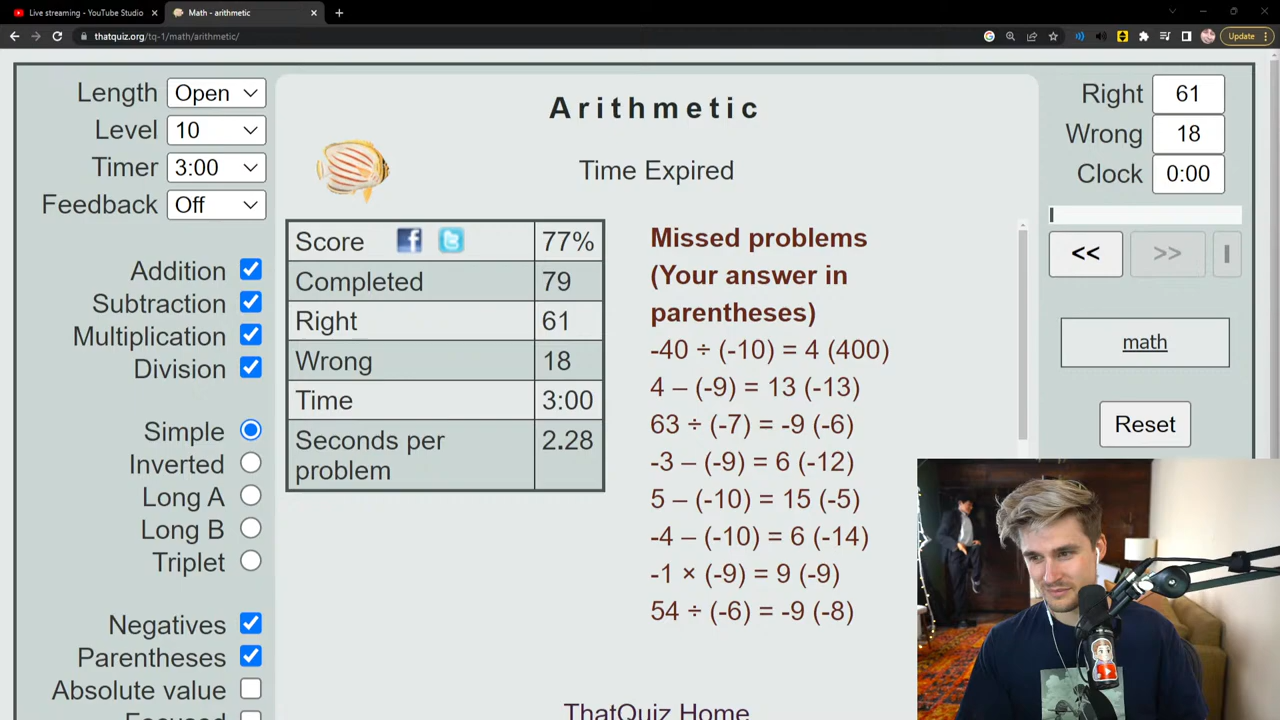 Live streaming - YouTube Studio
Math - arithmetic
thatquiz.org/tq-1/math/arithmetic/
Update
Length Open
Level 10
Timer 3:00
Feedback Off
Addition
Subtraction
Multiplication
Division
Simple
Inverted
Long A
Long B
Triplet
Negatives
Parentheses
Absolute value
Arithmetic
Time Expired
Score 77%
Completed 79
Right 61
Wrong 18
Time 3:00
Seconds per 2.28
problem
Missed problems
(Your answer in
parentheses)
-40 ÷ (-10) = 4 (400)
4 – (-9) = 13 (-13)
63 ÷ (-7) = -9 (-6)
-3 – (-9) = 6 (-12)
5 – (-10) = 15 (-5)
-4 – (-10) = 6 (-14)
-1 × (-9) = 9 (-9)
54 ÷ (-6) = -9 (-8)
ThatQuiz Home
Right 61
Wrong 18
Clock 0:00
<< >>
math
Reset